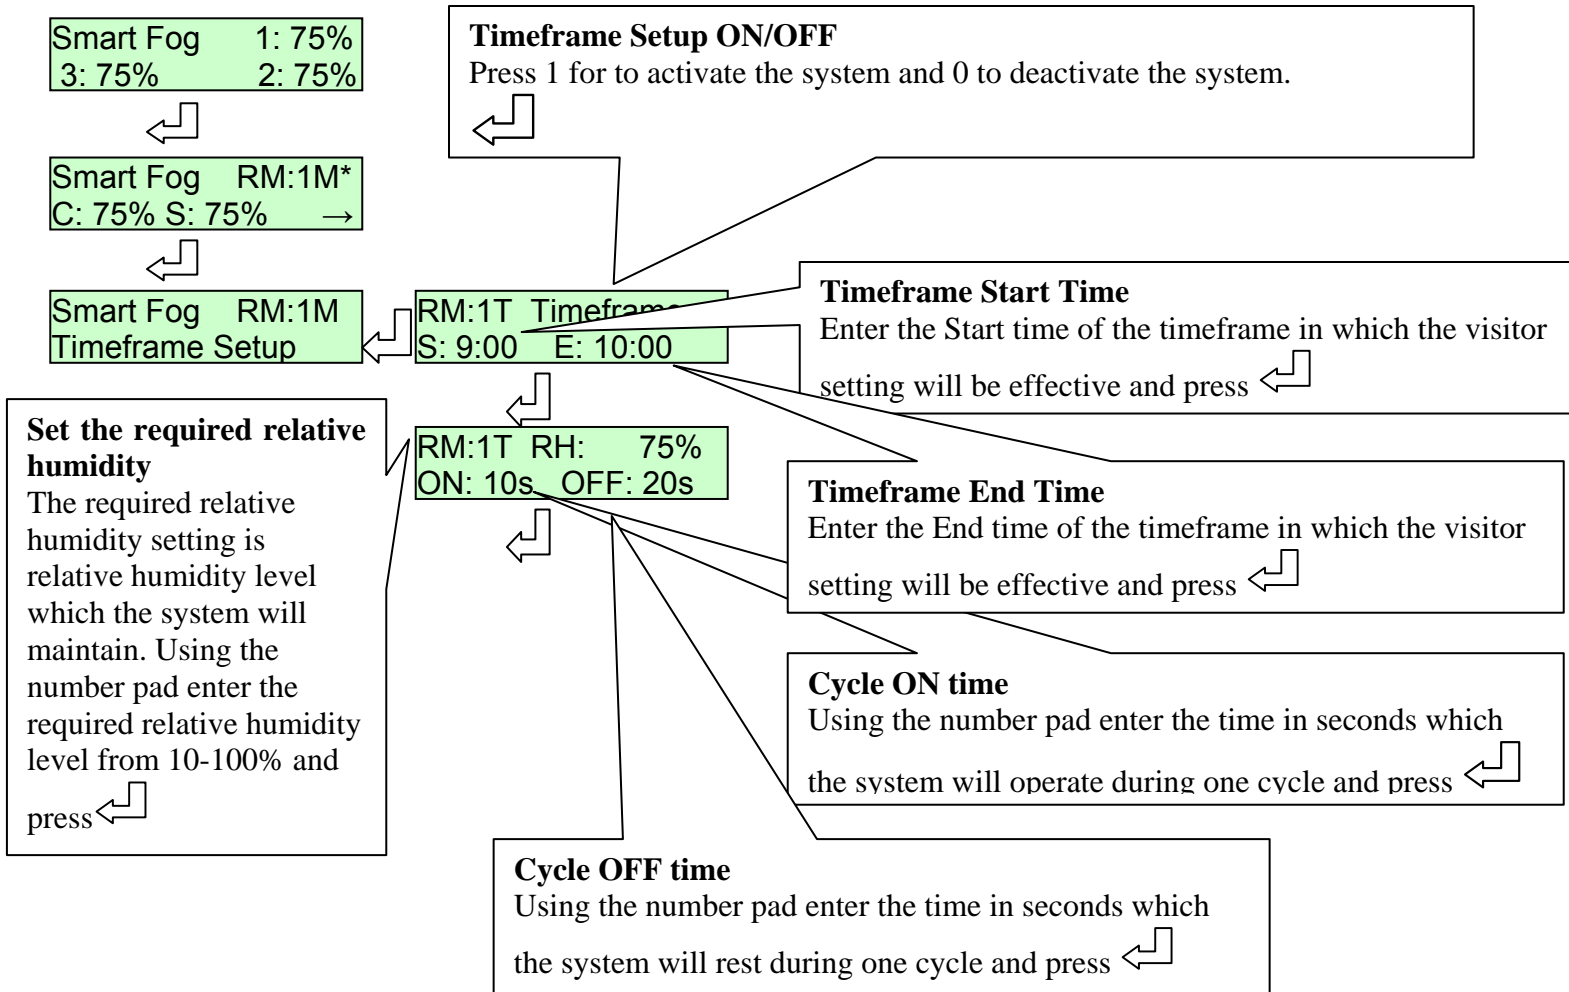 Smart Fog 1: 75%
3: 75% 2: 75%
Smart Fog RM:1M*
C: 75% S: 75% →
Smart Fog RM:1M
Timeframe Setup
Timeframe Setup ON/OFF
Press 1 for to activate the system and 0 to deactivate the system.
RM:1T Timeframe
S: 9:00 E: 10:00
RM:1T RH: 75%
ON: 10s OFF: 20s
Timeframe Start Time
Enter the Start time of the timeframe in which the visitor
setting will be effective and press
Timeframe End Time
Enter the End time of the timeframe in which the visitor
setting will be effective and press
Set the required relative
humidity
The required relative
humidity setting is
relative humidity level
which the system will
maintain. Using the
number pad enter the
required relative humidity
level from 10-100% and
press
Cycle ON time
Using the number pad enter the time in seconds which
the system will operate during one cycle and press
Cycle OFF time
Using the number pad enter the time in seconds which
the system will rest during one cycle and press